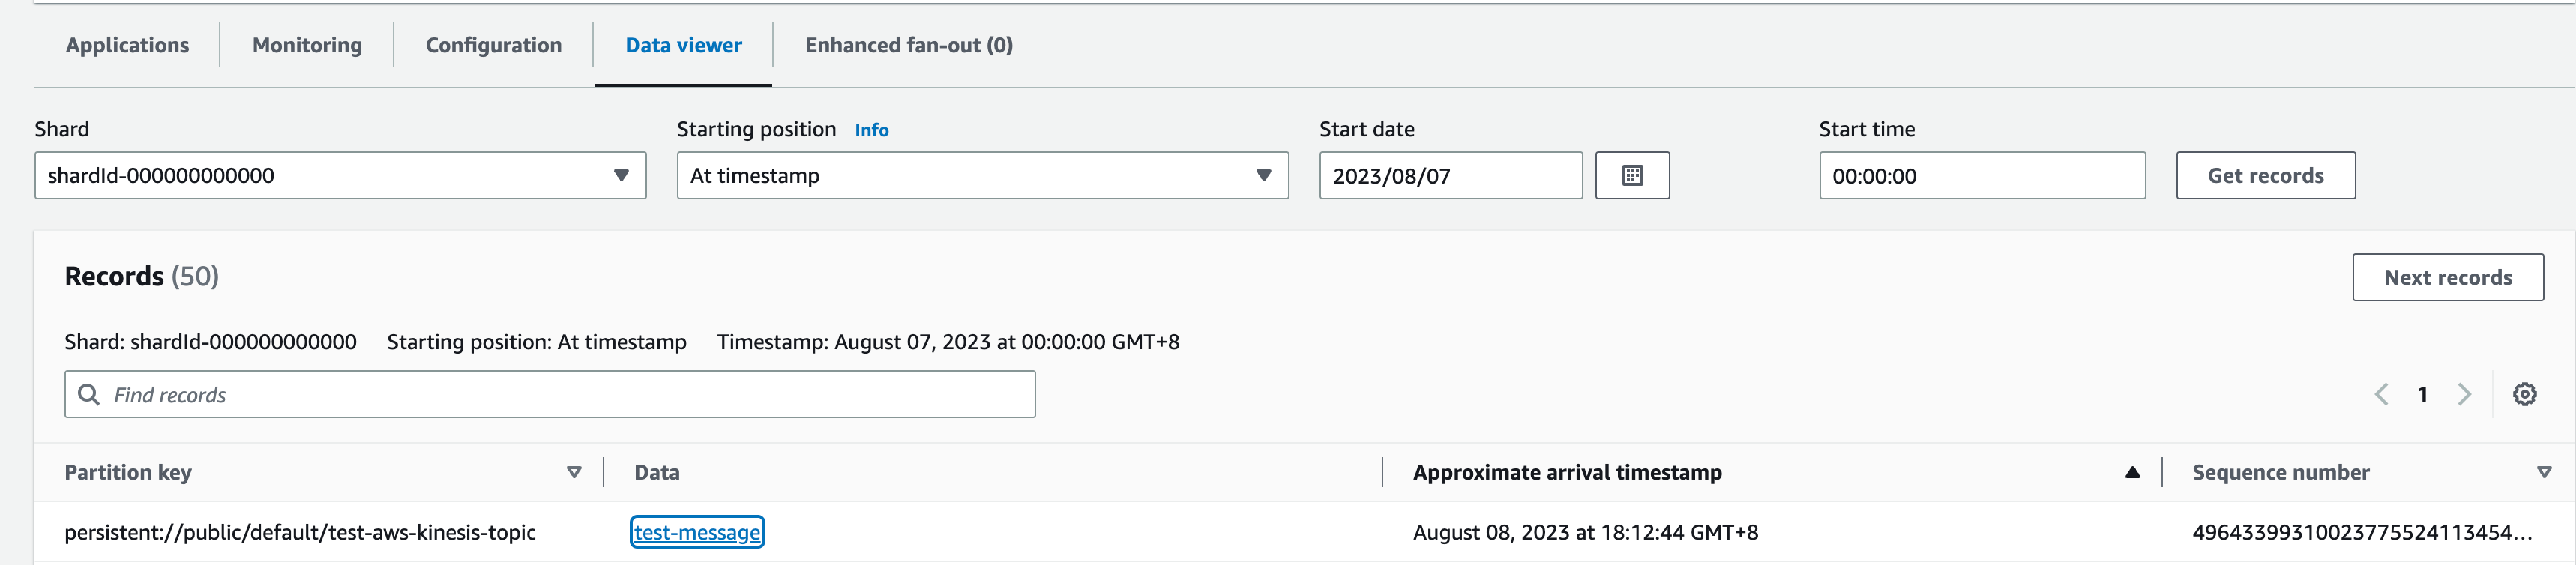 Applications Monitoring Configuration Data viewer Enhanced fan-out (0)
Shard Starting position Info Start date Start time
shardId-000000000000 At timestamp 2023/08/07 00:00:00 Get records
Records (50) Next records
Shard: shardId-000000000000 Starting position: At timestamp Timestamp: August 07, 2023 at 00:00:00 GMT+8
Find records 1
Partition key Data Approximate arrival timestamp Sequence number
persistent://public/default/test-aws-kinesis-topic test-message August 08, 2023 at 18:12:44 GMT+8 49643399310023775524113454...